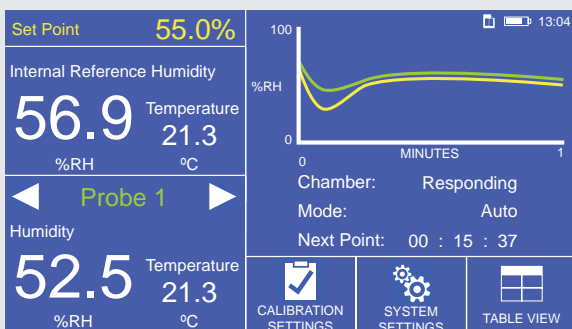 Set Point 55.0%
Internal Reference Humidity
56.9
%RH
Temperature
21.3
ºC
Probe 1
Humidity
52.5
%RH
Temperature
21.3
ºC
13:04
100
%RH
0
0
MINUTES
1
Chamber: Responding
Mode: Auto
Next Point: 00 : 15 : 37
CALIBRATION
SETTINGS
SYSTEM
SETTINGS
TABLE VIEW